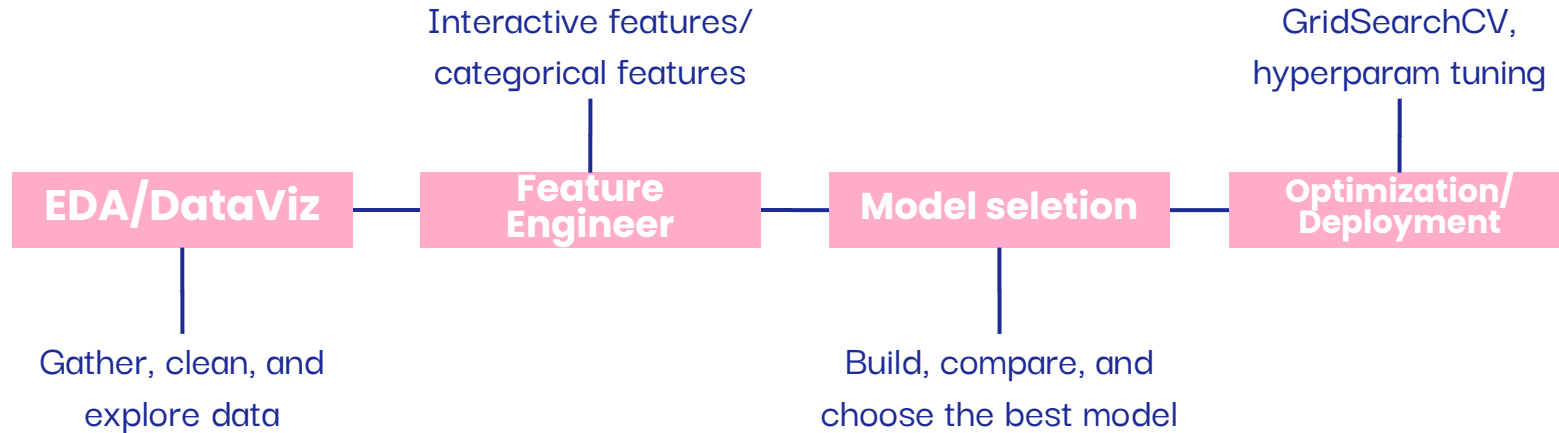 Interactive features/
categorical features
GridSearchCV,
hyperparam tuning
EDA/DataViz
Feature
Engineer
Model seletion
Optimization/
Deployment
Gather, clean, and
explore data
Build, compare, and
choose the best model